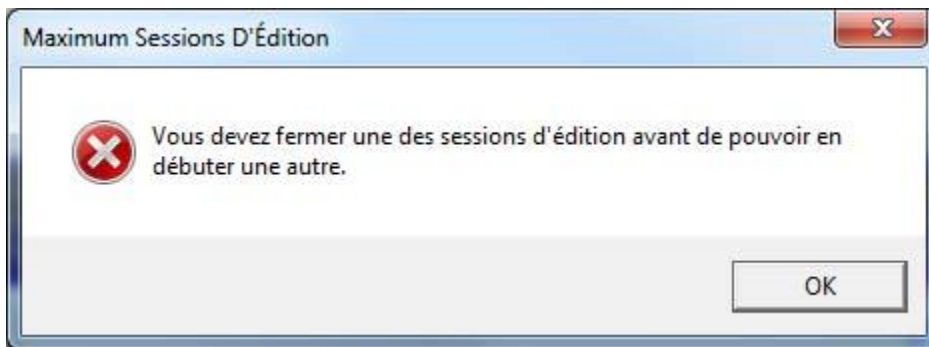 Maximum Sessions D'Édition
Vous devez fermer une des sessions d'édition avant de pouvoir en
débuter une autre.
OK